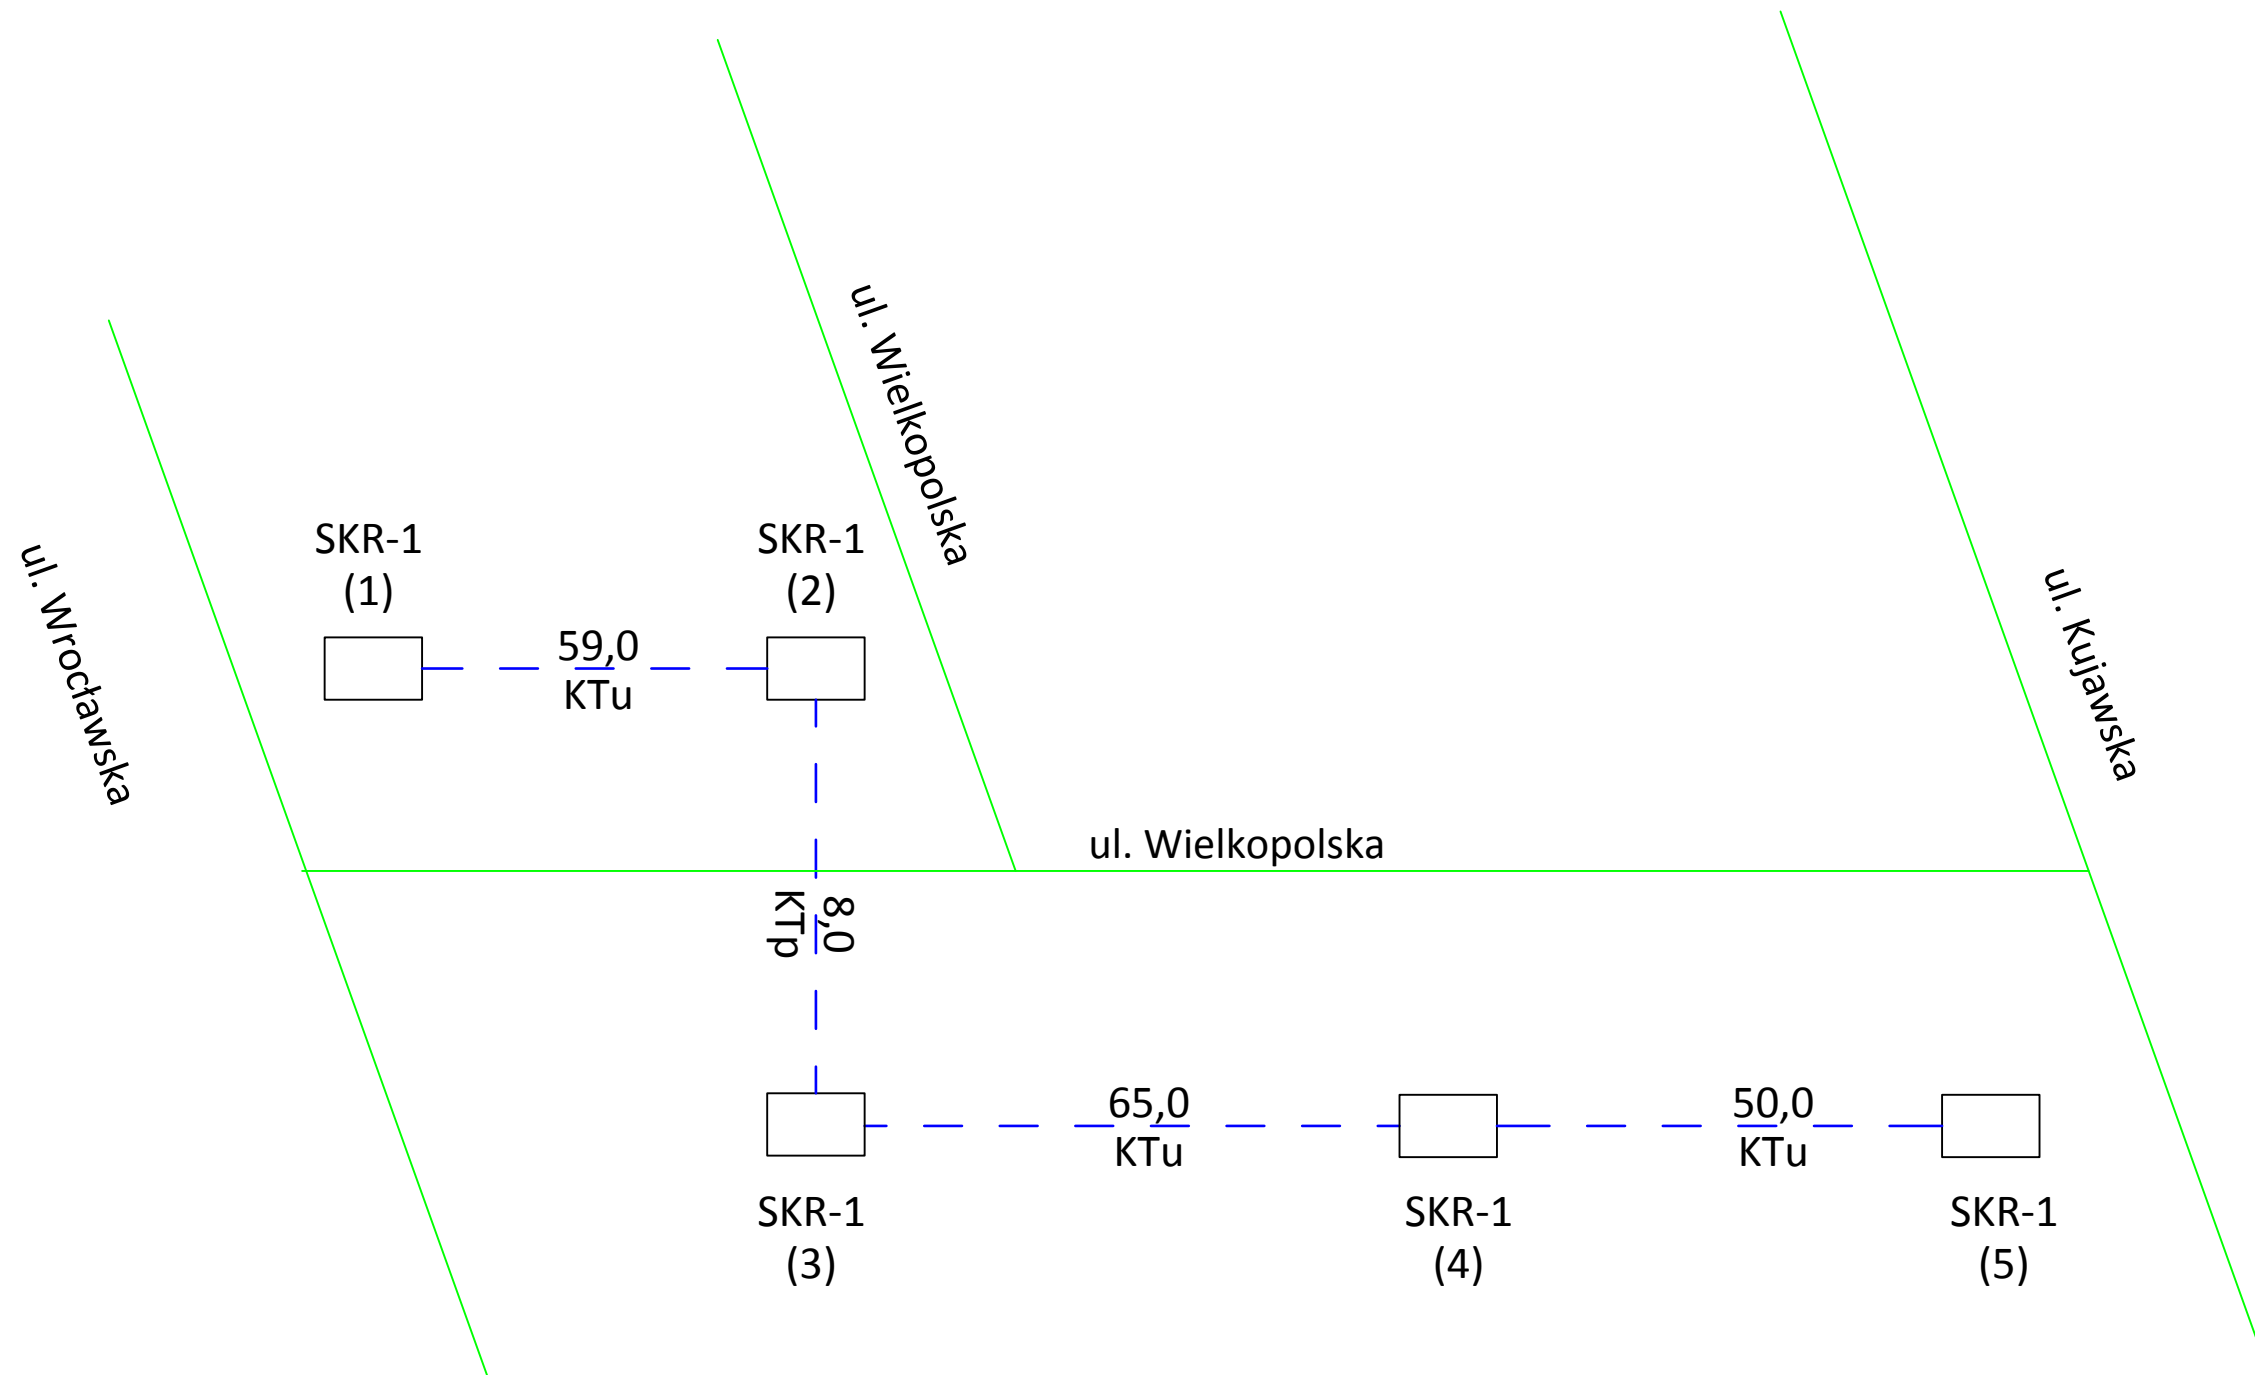 ul. Wielkopolska
SKR-1
(1)
SKR-1
(2)
ul. Wrocławska
ul. Kujawska
59,0
KTu
ul. Wielkopolska
8,0
KTp
65,0
KTu
50,0
KTu
SKR-1
(3)
SKR-1
(4)
SKR-1
(5)